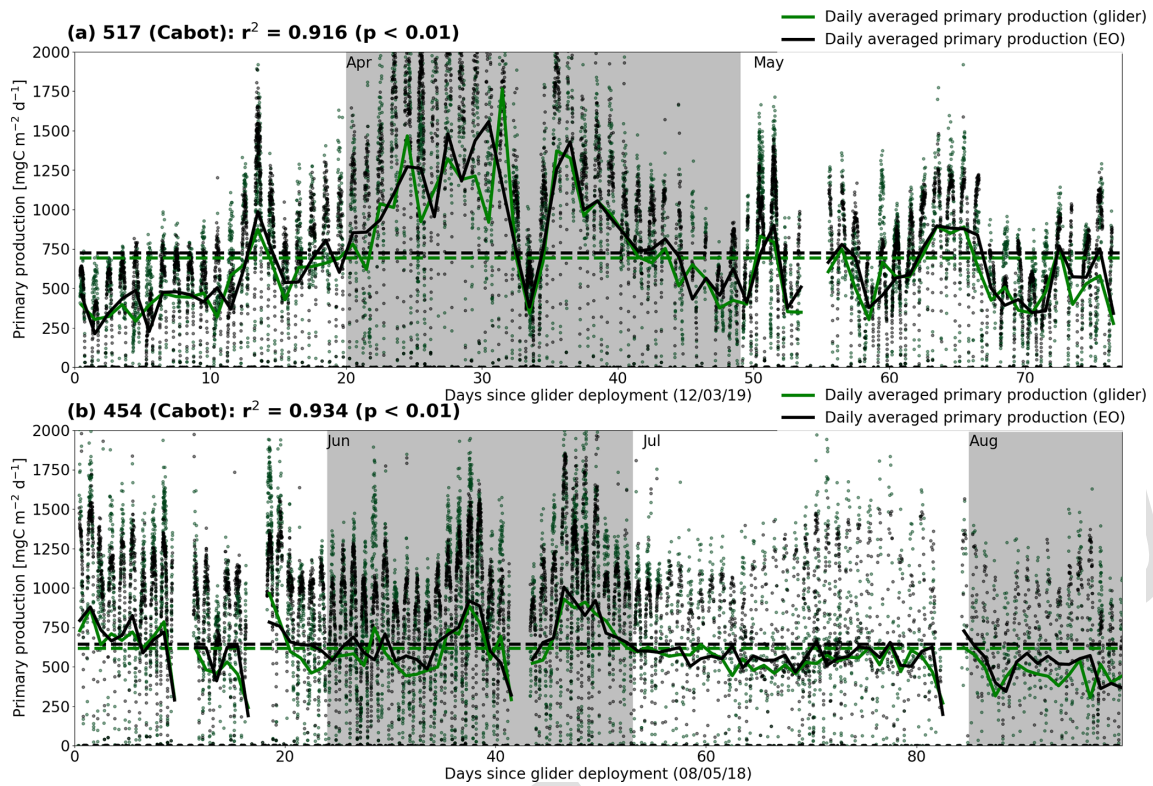 Daily averaged primary production (glider)
Daily averaged primary production (EO)
(a) 517 (Cabot): r² = 0.916 (p < 0.01)
Primary production [mgC m⁻² d⁻¹]
2000
1750
1500
1250
1000
750
500
250
0
Apr
May
0 10 20 30 40 50 60 70
Days since glider deployment (12/03/19)
Daily averaged primary production (glider)
Daily averaged primary production (EO)
(b) 454 (Cabot): r² = 0.934 (p < 0.01)
Primary production [mgC m⁻² d⁻¹]
2000
1750
1500
1250
1000
750
500
250
0
Jun
Jul
Aug
0 20 40 60 80
Days since glider deployment (08/05/18)